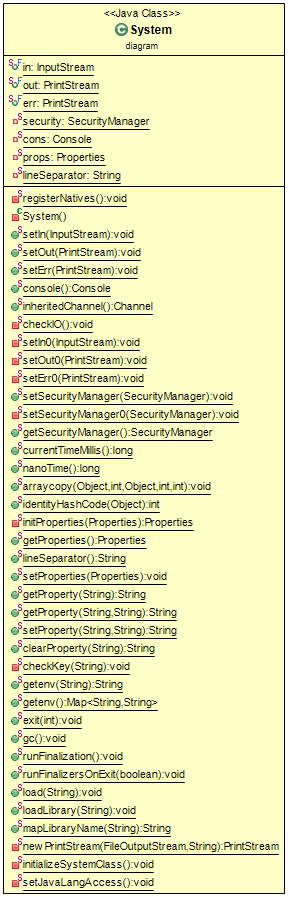 <<Java Class>>
C System
diagram
SF in: InputStream
SF out: PrintStream
SF err: PrintStream
S security: SecurityManager
S cons: Console
S props: Properties
S lineSeparator: String
S registerNatives():void
C System()
S setIn(InputStream):void
S setOut(PrintStream):void
S setErr(PrintStream):void
S console():Console
S inheritedChannel():Channel
S checkIO():void
S setIn0(InputStream):void
S setOut0(PrintStream):void
S setErr0(PrintStream):void
S setSecurityManager(SecurityManager):void
S setSecurityManager0(SecurityManager):void
S getSecurityManager():SecurityManager
S currentTimeMillis():long
S nanoTime():long
S arraycopy(Object,int,Object,int,int):void
S identityHashCode(Object):int
S initProperties(Properties):Properties
S getProperties():Properties
S lineSeparator():String
S setProperties(Properties):void
S getProperty(String):String
S getProperty(String,String):String
S setProperty(String,String):String
S clearProperty(String):String
S checkKey(String):void
S getenv(String):String
S getenv():Map<String,String>
S exit(int):void
S gc():void
S runFinalization():void
S runFinalizersOnExit(boolean):void
S load(String):void
S loadLibrary(String):void
S mapLibraryName(String):String
S newPrintStream(FileOutputStream,String):PrintStream
S initializeSystemClass():void
S setJavaLangAccess():void